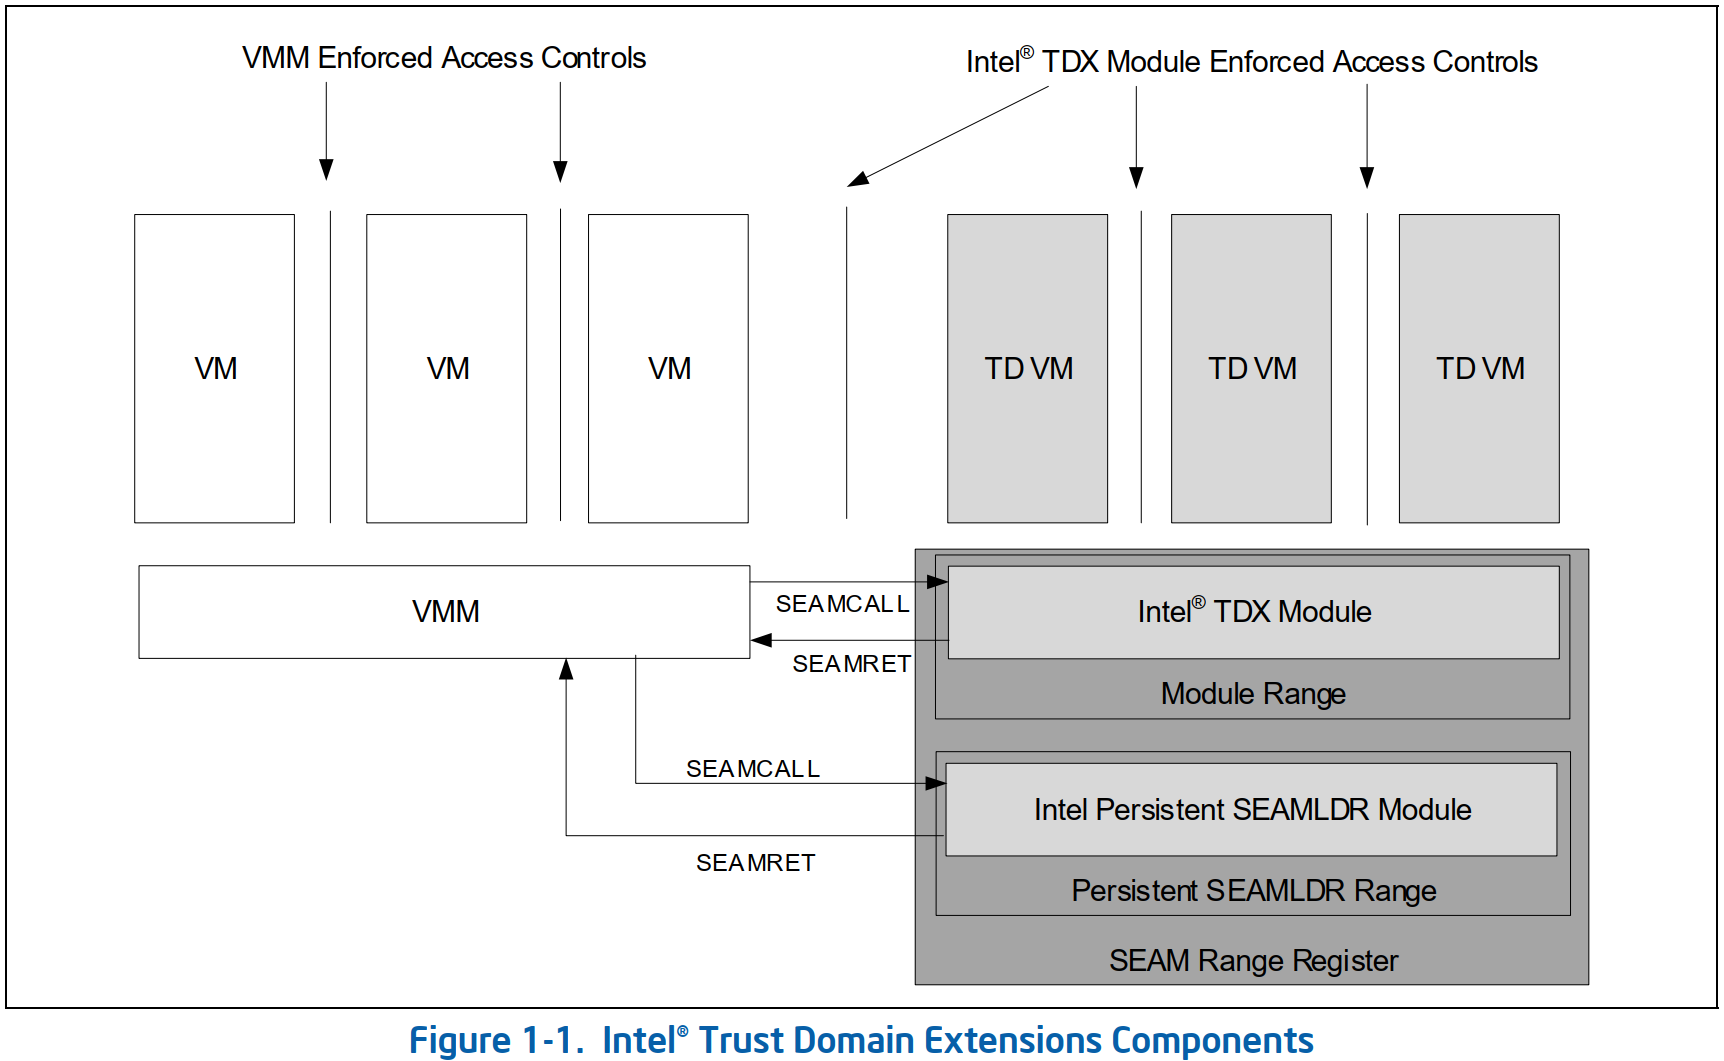 VMM Enforced Access Controls
Intel® TDX Module Enforced Access Controls
VM
VM
VM
TD VM
TD VM
TD VM
VMM
SEAMCALL
SEAMRET
Intel® TDX Module
Module Range
SEAMCALL
SEAMRET
Intel Persistent SEAMLDR Module
Persistent SEAMLDR Range
SEAM Range Register
Figure 1-1. Intel® Trust Domain Extensions Components